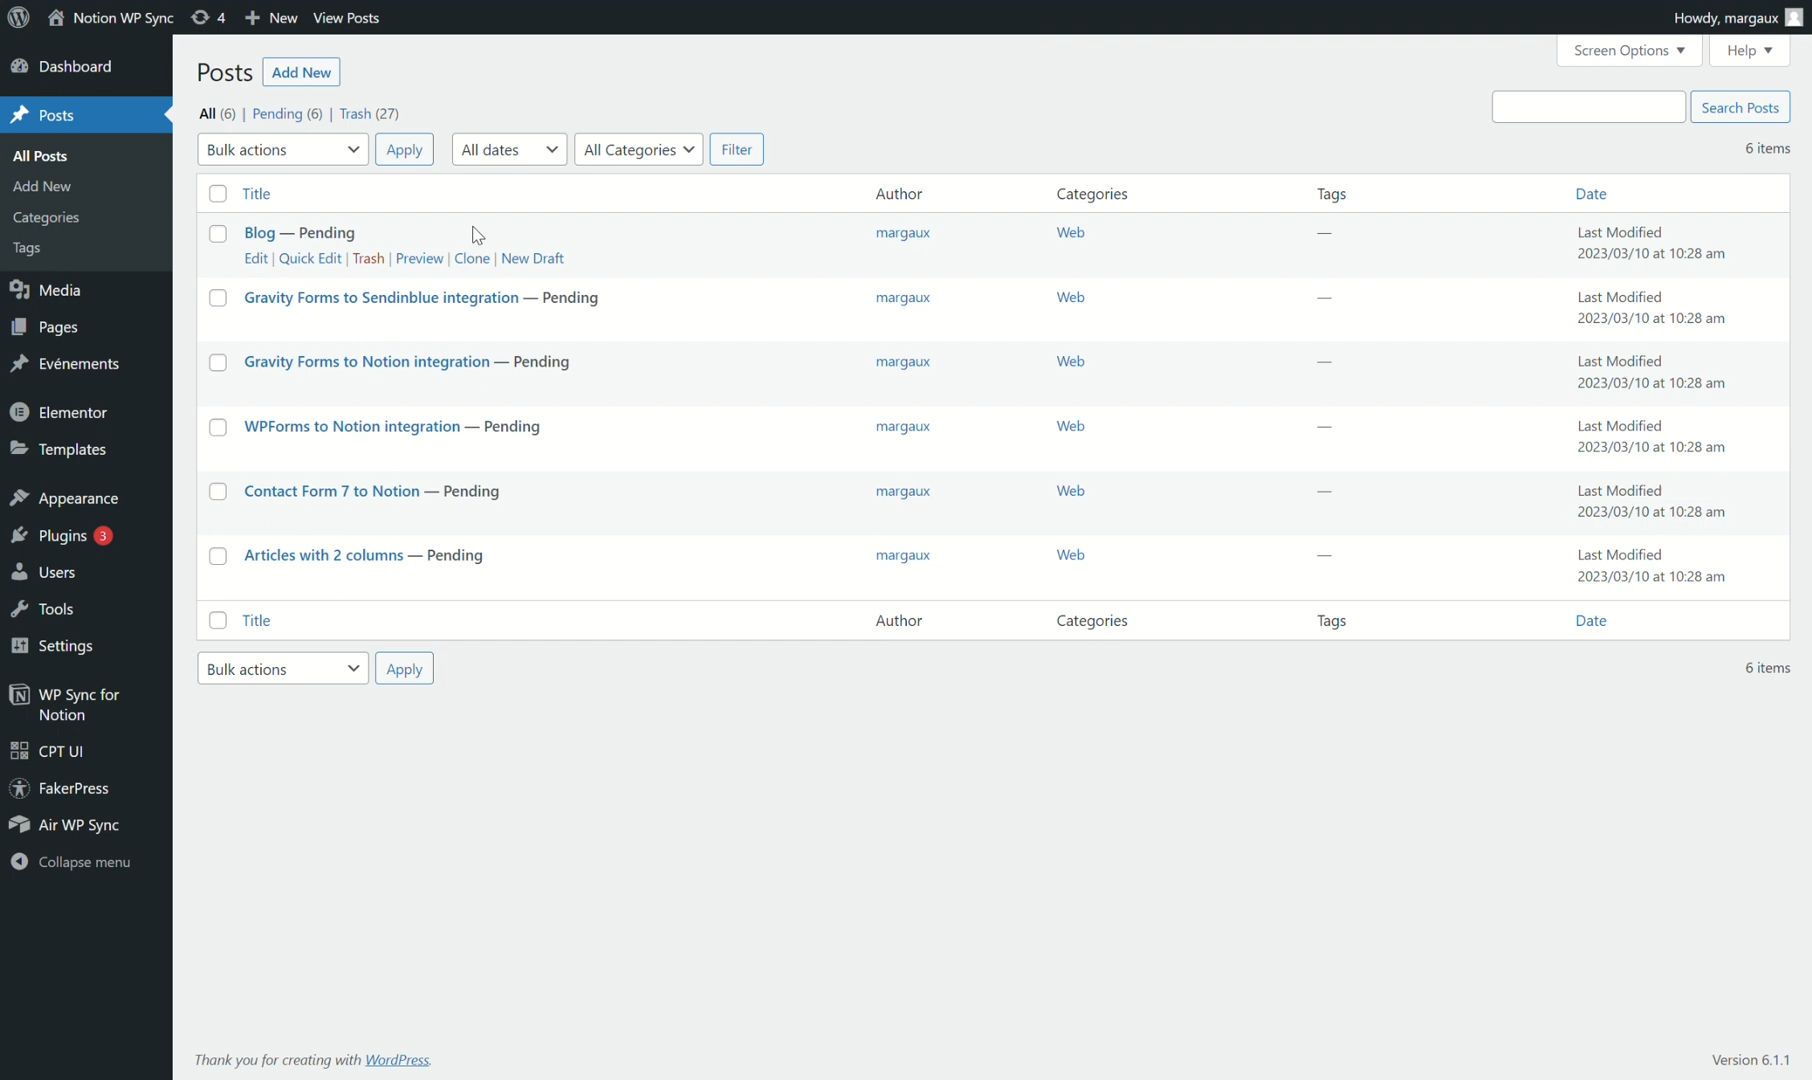 Notion WP Sync 4 New View Posts Howdy, margaux
Dashboard
Posts
All Posts
Add New
Categories
Tags
Media
Pages
Evénements
Elementor
Templates
Appearance
Plugins 3
Users
Tools
Settings
WP Sync for
Notion
CPT UI
FakerPress
Air WP Sync
Collapse menu
Screen Options Help
Posts Add New
All (6) | Pending (6) | Trash (27)
Search Posts
Bulk actions Apply All dates All Categories Filter 6 items
Title Author Categories Tags Date
Blog — Pending margaux Web — Last Modified
Edit | Quick Edit | Trash | Preview | Clone | New Draft 2023/03/10 at 10:28 am
Gravity Forms to Sendinblue integration — Pending margaux Web — Last Modified
2023/03/10 at 10:28 am
Gravity Forms to Notion integration — Pending margaux Web — Last Modified
2023/03/10 at 10:28 am
WPForms to Notion integration — Pending margaux Web — Last Modified
2023/03/10 at 10:28 am
Contact Form 7 to Notion — Pending margaux Web — Last Modified
2023/03/10 at 10:28 am
Articles with 2 columns — Pending margaux Web — Last Modified
2023/03/10 at 10:28 am
Title Author Categories Tags Date
Bulk actions Apply 6 items
Thank you for creating with WordPress. Version 6.1.1